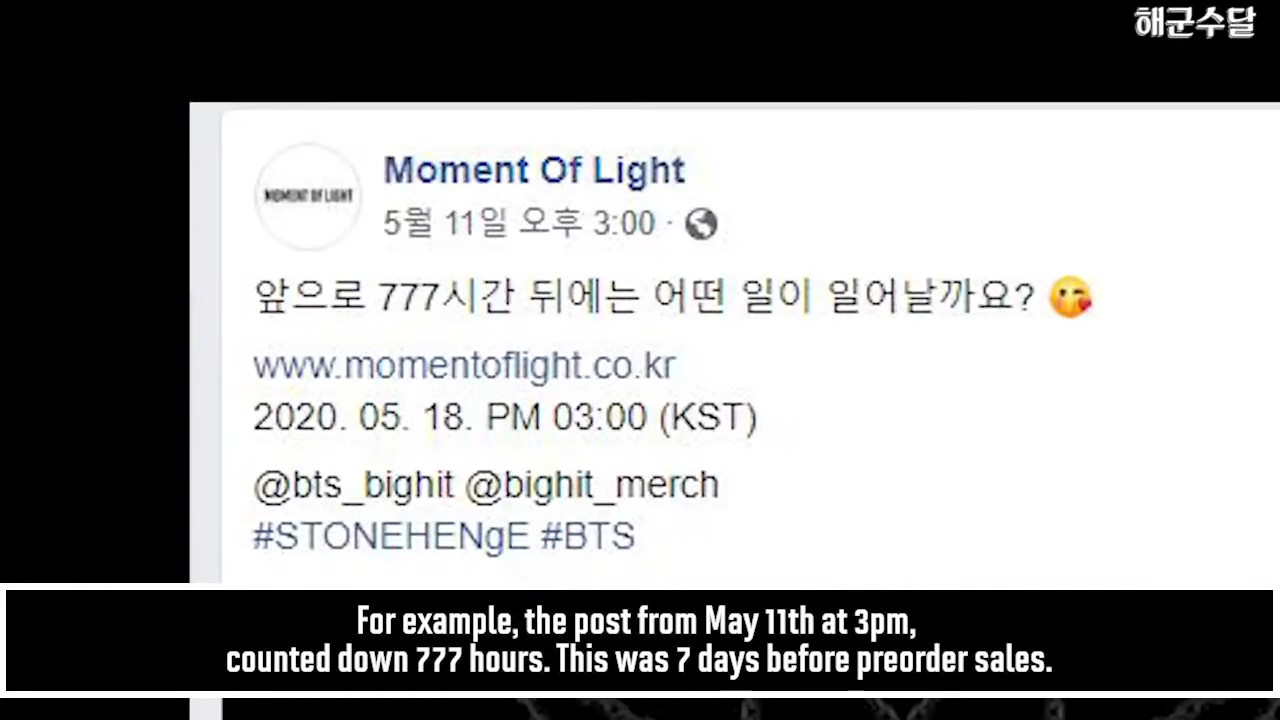 해군수달
Moment Of Light
MOMENT OF LIGHT
5월 11일 오후 3:00 ·
앞으로 777시간 뒤에는 어떤 일이 일어날까요? 😘
www.momentoflight.co.kr
2020. 05. 18. PM 03:00 (KST)
@bts_bighit @bighit_merch
#STONEHENgE #BTS
For example, the post from May 11th at 3pm,
counted down 777 hours. This was 7 days before preorder sales.